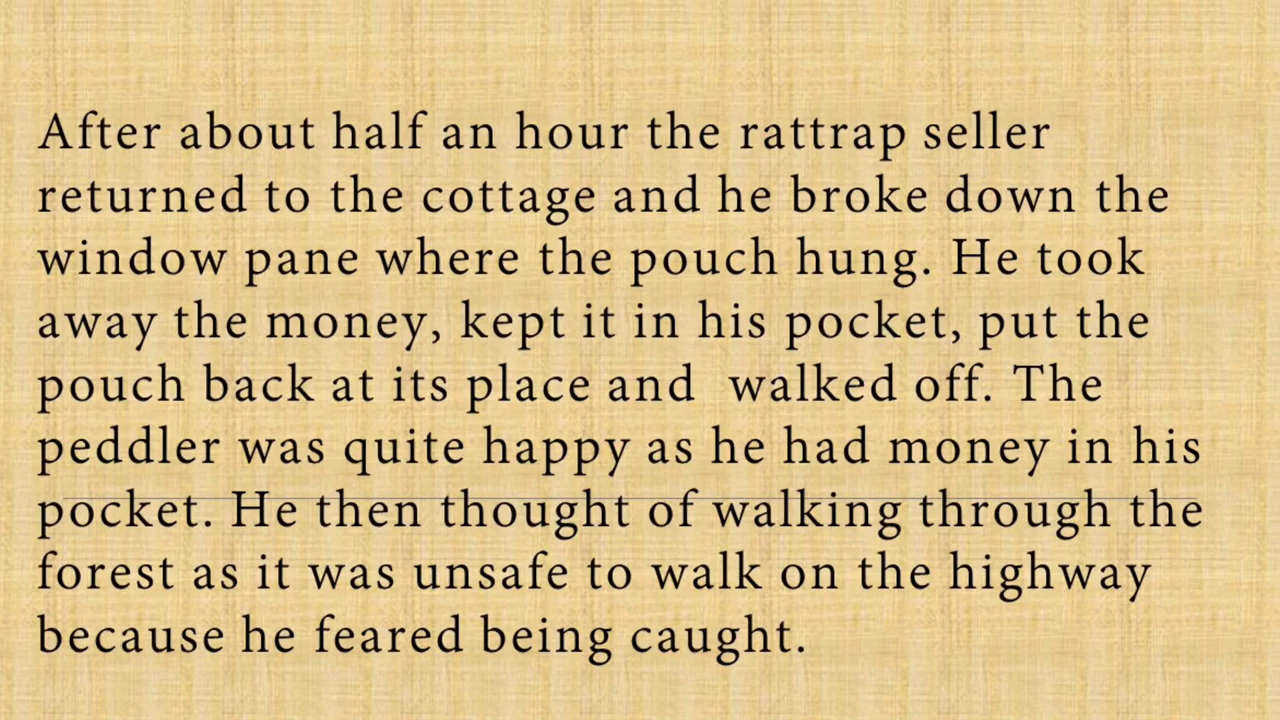 After about half an hour the rattrap seller
returned to the cottage and he broke down the
window pane where the pouch hung. He took
away the money, kept it in his pocket, put the
pouch back at its place and  walked off. The
peddler was quite happy as he had money in his
pocket. He then thought of walking through the
forest as it was unsafe to walk on the highway
because he feared being caught.